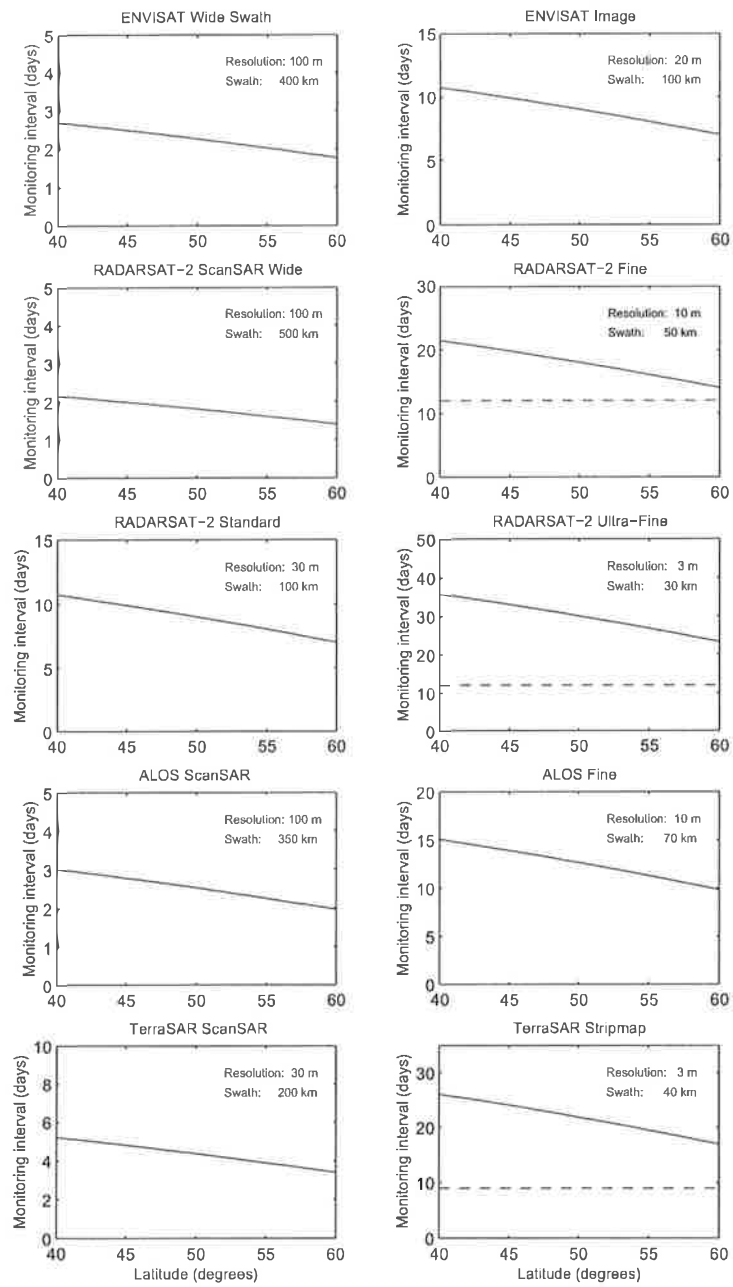 ENVISAT Wide Swath
Monitoring interval (days)
5
4
3
2
1
0
Resolution: 100 m
Swath: 400 km
40 45 50 55 60
ENVISAT Image
Monitoring interval (days)
15
10
5
0
Resolution: 20 m
Swath: 100 km
40 45 50 55 60
RADARSAT-2 ScanSAR Wide
Monitoring interval (days)
5
4
3
2
1
0
Resolution: 100 m
Swath: 500 km
40 45 50 55 60
RADARSAT-2 Fine
Monitoring interval (days)
30
20
10
0
Resolution: 10 m
Swath: 50 km
40 45 50 55 60
RADARSAT-2 Standard
Monitoring interval (days)
15
10
5
0
Resolution: 30 m
Swath: 100 km
40 45 50 55 60
RADARSAT-2 Ultra-Fine
Monitoring interval (days)
50
40
30
20
10
0
Resolution: 3 m
Swath: 30 km
40 45 50 55 60
ALOS ScanSAR
Monitoring interval (days)
5
4
3
2
1
0
Resolution: 100 m
Swath: 350 km
40 45 50 55 60
ALOS Fine
Monitoring interval (days)
20
15
10
5
0
Resolution: 10 m
Swath: 70 km
40 45 50 55 60
TerraSAR ScanSAR
Monitoring interval (days)
10
8
6
4
2
0
Resolution: 30 m
Swath: 200 km
40 45 50 55 60
Latitude (degrees)
TerraSAR Stripmap
Monitoring interval (days)
30
20
10
0
Resolution: 3 m
Swath: 40 km
40 45 50 55 60
Latitude (degrees)